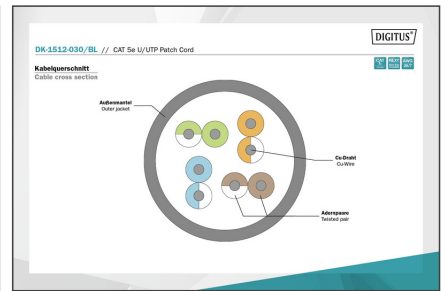 DIGITUS®
DK-1512-030/BL // CAT 5e U/UTP Patch Cord
Kabelquerschnitt
Cable cross section
Außenmantel
Outer jacket
Cu-Draht
Cu-Wire
Adernpaare
Twisted pair